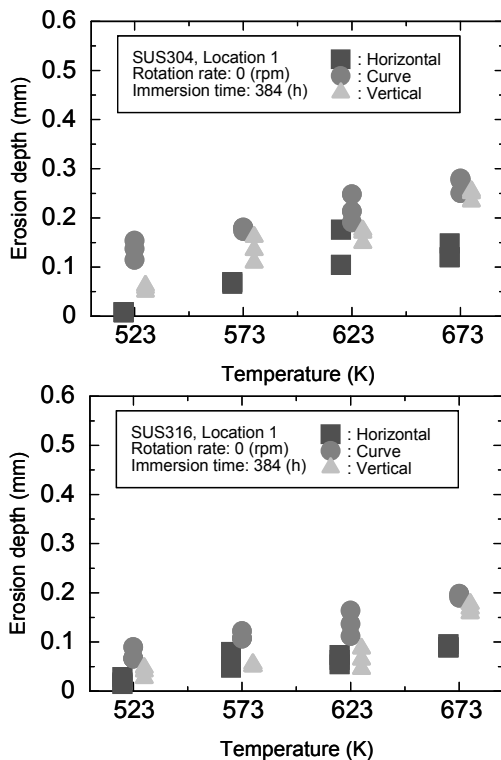 0.6
SUS304, Location 1
Rotation rate: 0 (rpm)
Immersion time: 384 (h)
: Horizontal
: Curve
: Vertical
0.5
0.4
0.3
0.2
0.1
0
Erosion depth (mm)
523 573 623 673
Temperature (K)
0.6
SUS316, Location 1
Rotation rate: 0 (rpm)
Immersion time: 384 (h)
: Horizontal
: Curve
: Vertical
0.5
0.4
0.3
0.2
0.1
0
Erosion depth (mm)
523 573 623 673
Temperature (K)